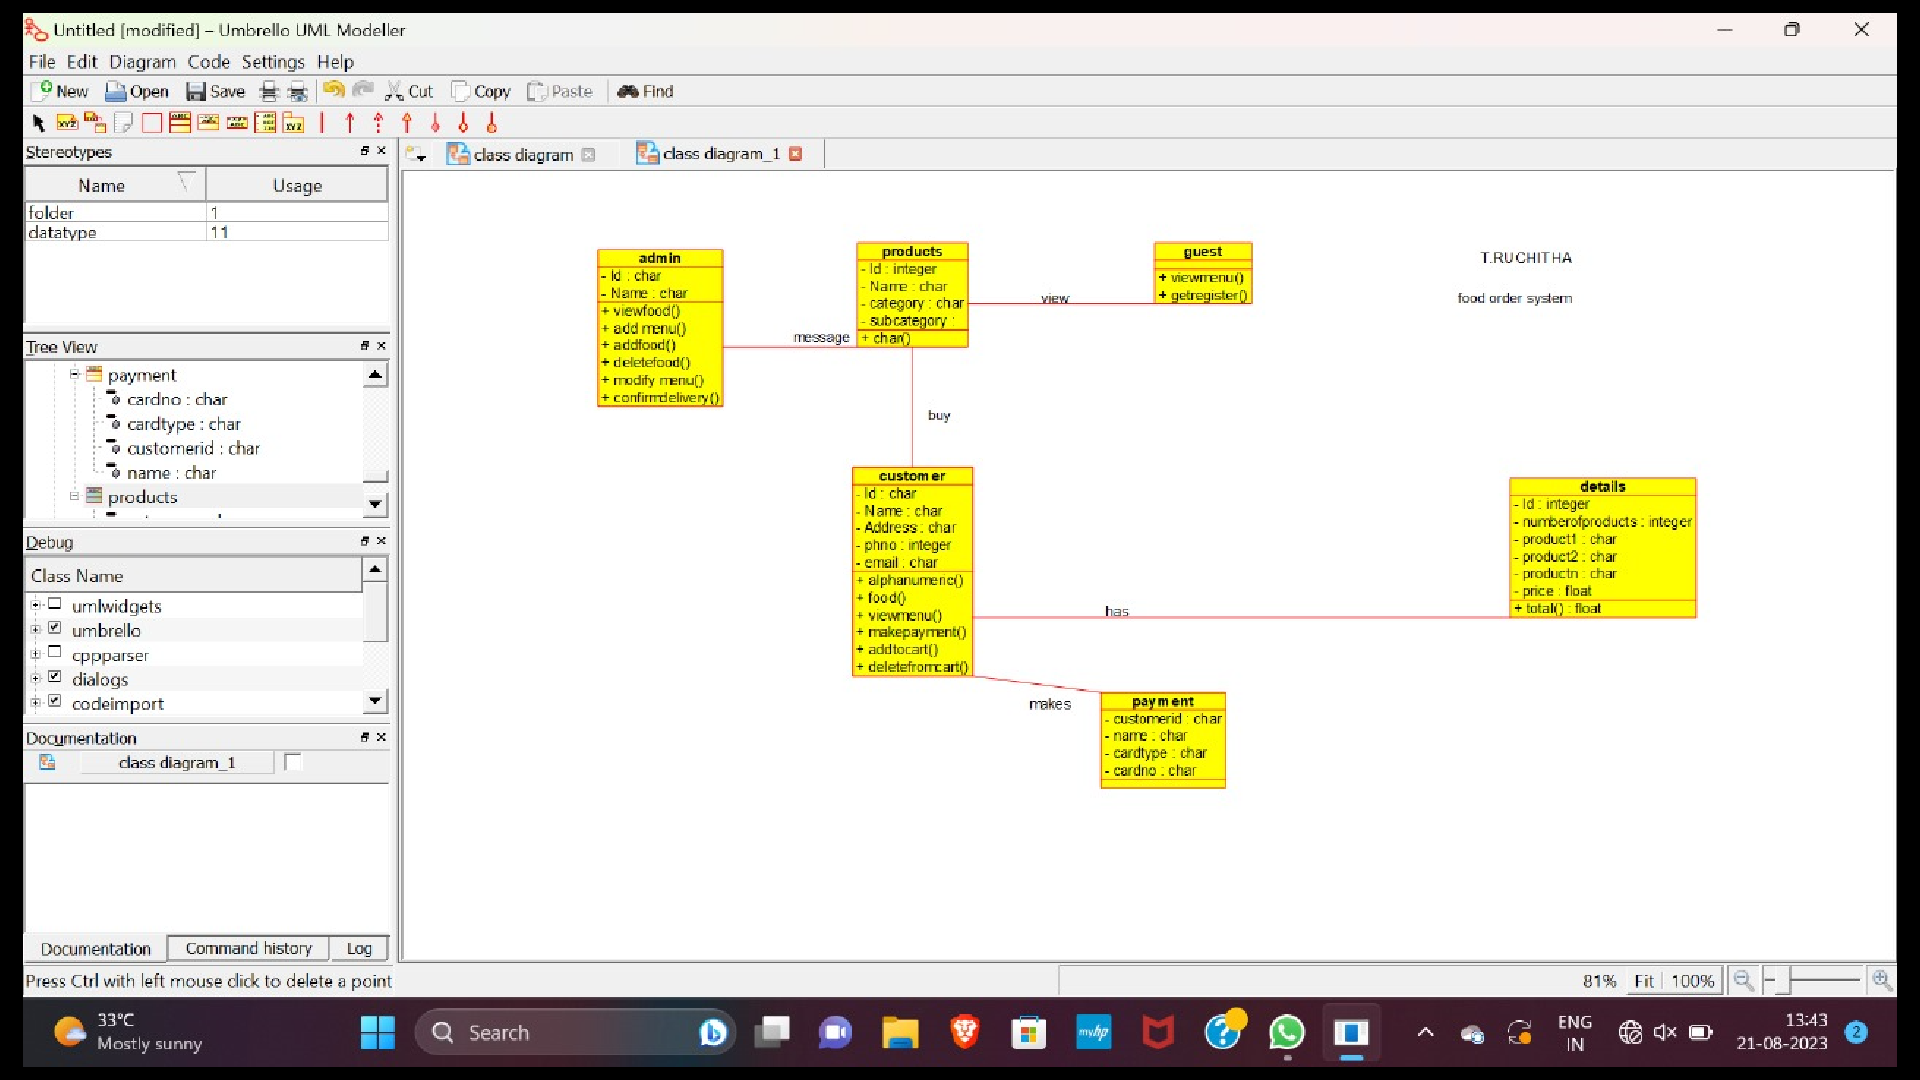 Untitled [modified] – Umbrello UML Modeller
File Edit Diagram Code Settings Help
New Open Save Cut Copy Paste Find
Stereotypes
Name Usage
folder 1
datatype 11
Tree View
payment
cardno : char
cardtype : char
customerid : char
name : char
products
Debug
Class Name
umlwidgets
umbrello
cppparser
dialogs
codeimport
Documentation
class diagram_1
Documentation Command history Log
Press Ctrl with left mouse click to delete a point
class diagram class diagram_1
admin
- Id : char
- Name : char
+ viewfood()
+ add menu()
+ addfood()
+ deletefood()
+ modify menu()
+ confirmdelivery()
message
products
- Id : integer
- Name : char
- category : char
- subcategory :
+ char()
view
guest
+ viewmenu()
+ getregister()
T.RUCHITHA
food order system
buy
customer
- Id : char
- Name : char
- Address : char
- phno : integer
- email : char
+ alphanumeric()
+ food()
+ viewmenu()
+ makepayment()
+ addtocart()
+ deletefromcart()
has
details
- Id : integer
- numberofproducts : integer
- product1 : char
- product2 : char
- productn : char
- price : float
+ total() : float
makes
payment
- customerid : char
- name : char
- cardtype : char
- cardno : char
81% Fit 100%
33°C
Mostly sunny
Search
myhp
ENG
IN
13:43
21-08-2023
2